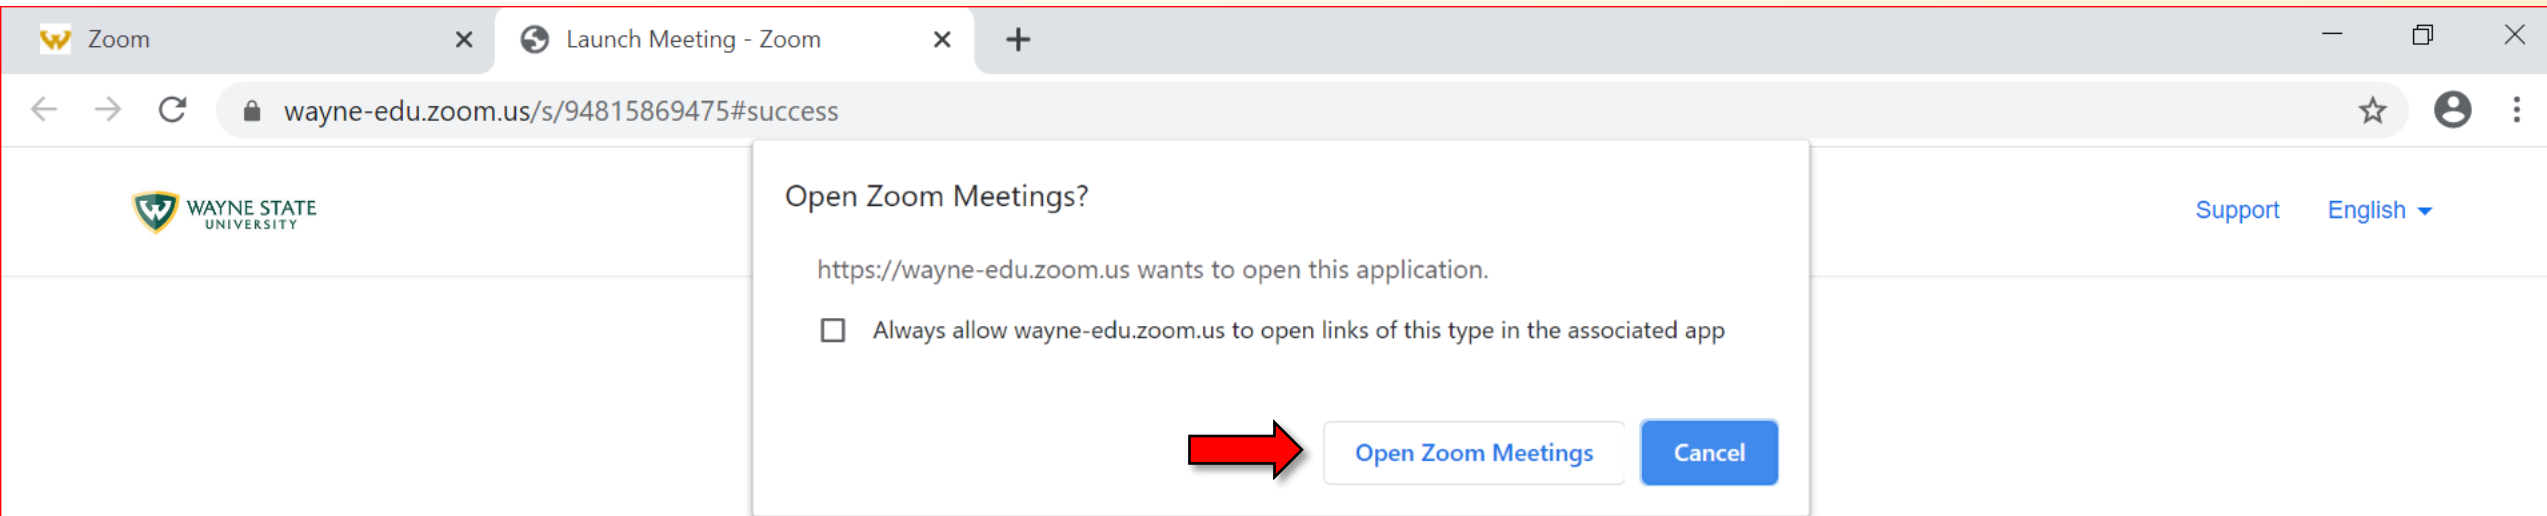 Zoom
Launch Meeting - Zoom
wayne-edu.zoom.us/s/94815869475#success
WAYNE STATE
UNIVERSITY
Support English
Open Zoom Meetings?
https://wayne-edu.zoom.us wants to open this application.
Always allow wayne-edu.zoom.us to open links of this type in the associated app
Open Zoom Meetings
Cancel